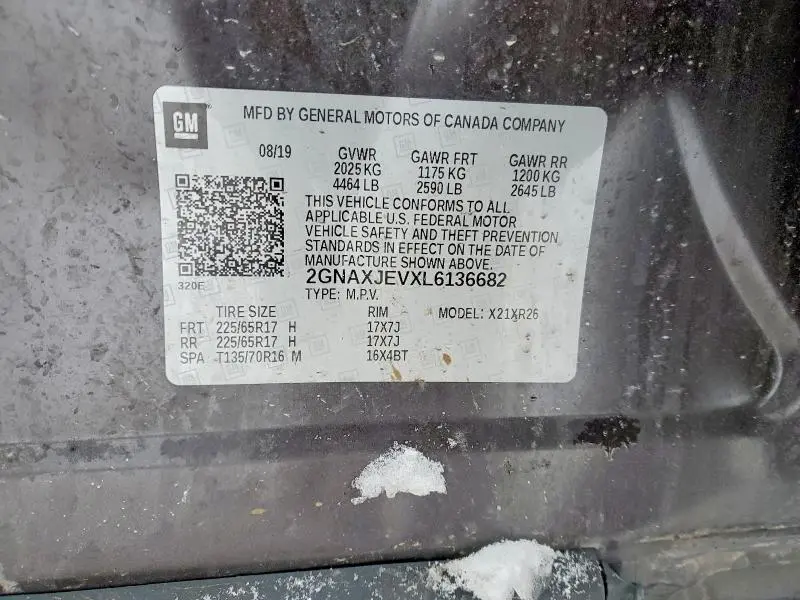 GM
MFD BY GENERAL MOTORS OF CANADA COMPANY
08/19 GVWR GAWR FRT GAWR RR
2025 KG 1175 KG 1200 KG
4464 LB 2590 LB 2645 LB
THIS VEHICLE CONFORMS TO ALL
APPLICABLE U.S. FEDERAL MOTOR
VEHICLE SAFETY AND THEFT PREVENTION
STANDARDS IN EFFECT ON THE DATE OF
MANUFACTURE SHOWN ABOVE.
320E 2GNAXJEVXL6136682
TYPE: M.P.V.
TIRE SIZE RIM MODEL: X21XR26
FRT 225/65R17 H 17X7J
RR 225/65R17 H 17X7J
SPA T135/70R16 M 16X4BT